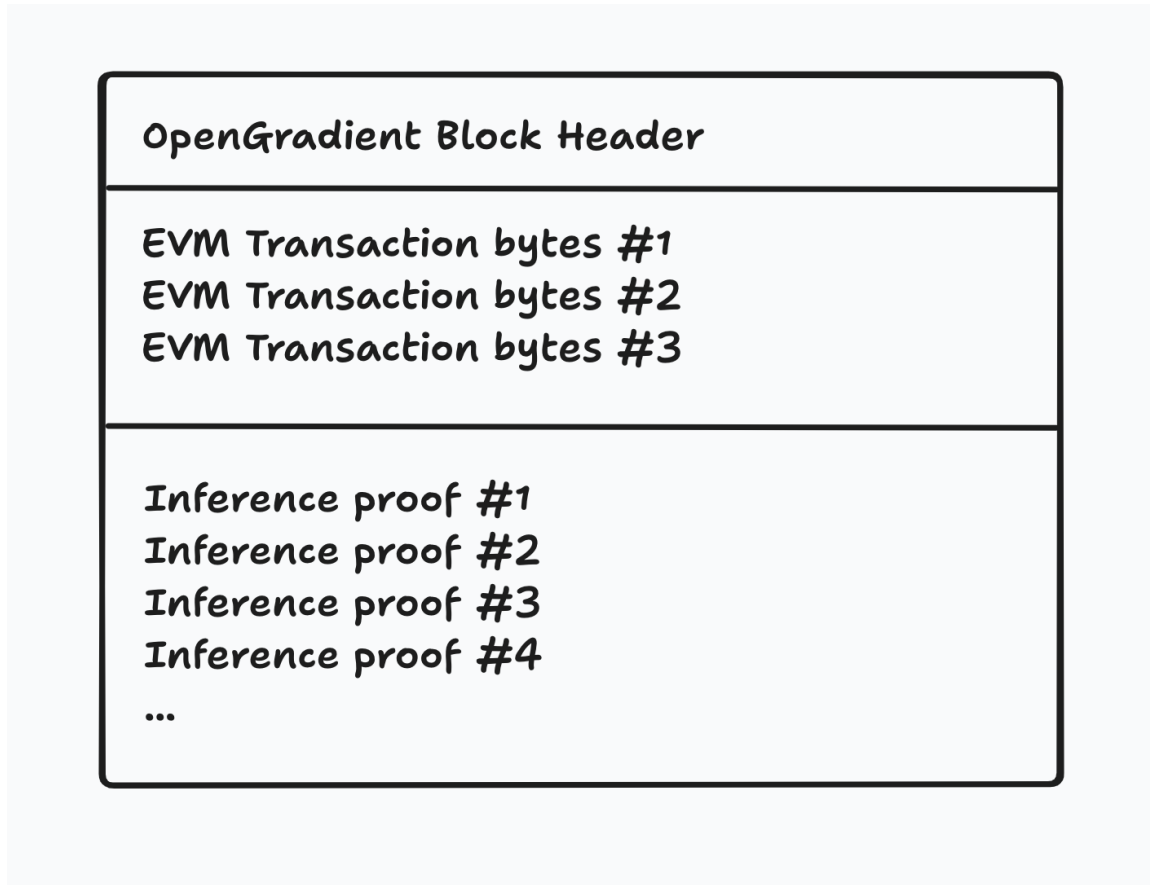 OpenGradient Block Header
EVM Transaction bytes #1
EVM Transaction bytes #2
EVM Transaction bytes #3
Inference proof #1
Inference proof #2
Inference proof #3
Inference proof #4
...